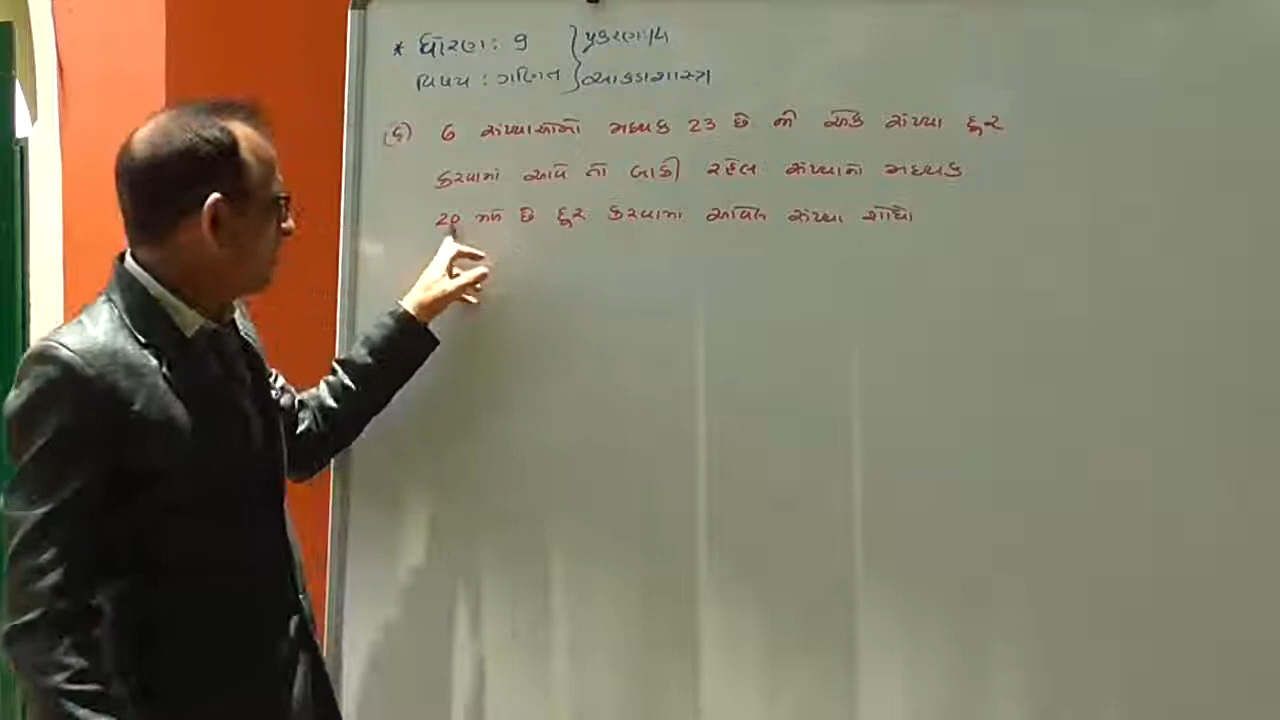 * ધોરણ : 9 } પ્રકરણ : 14
વિષય : ગણિત } આંકડાશાસ્ત્ર
(6) 6 સંખ્યાઓનો મધ્યક 23 છે જો એક સંખ્યા દૂર
કરવામાં આવે તો બાકી રહેલ સંખ્યાનો મધ્યક
20 મળે છે દૂર કરવામાં આવેલ સંખ્યા શોધો